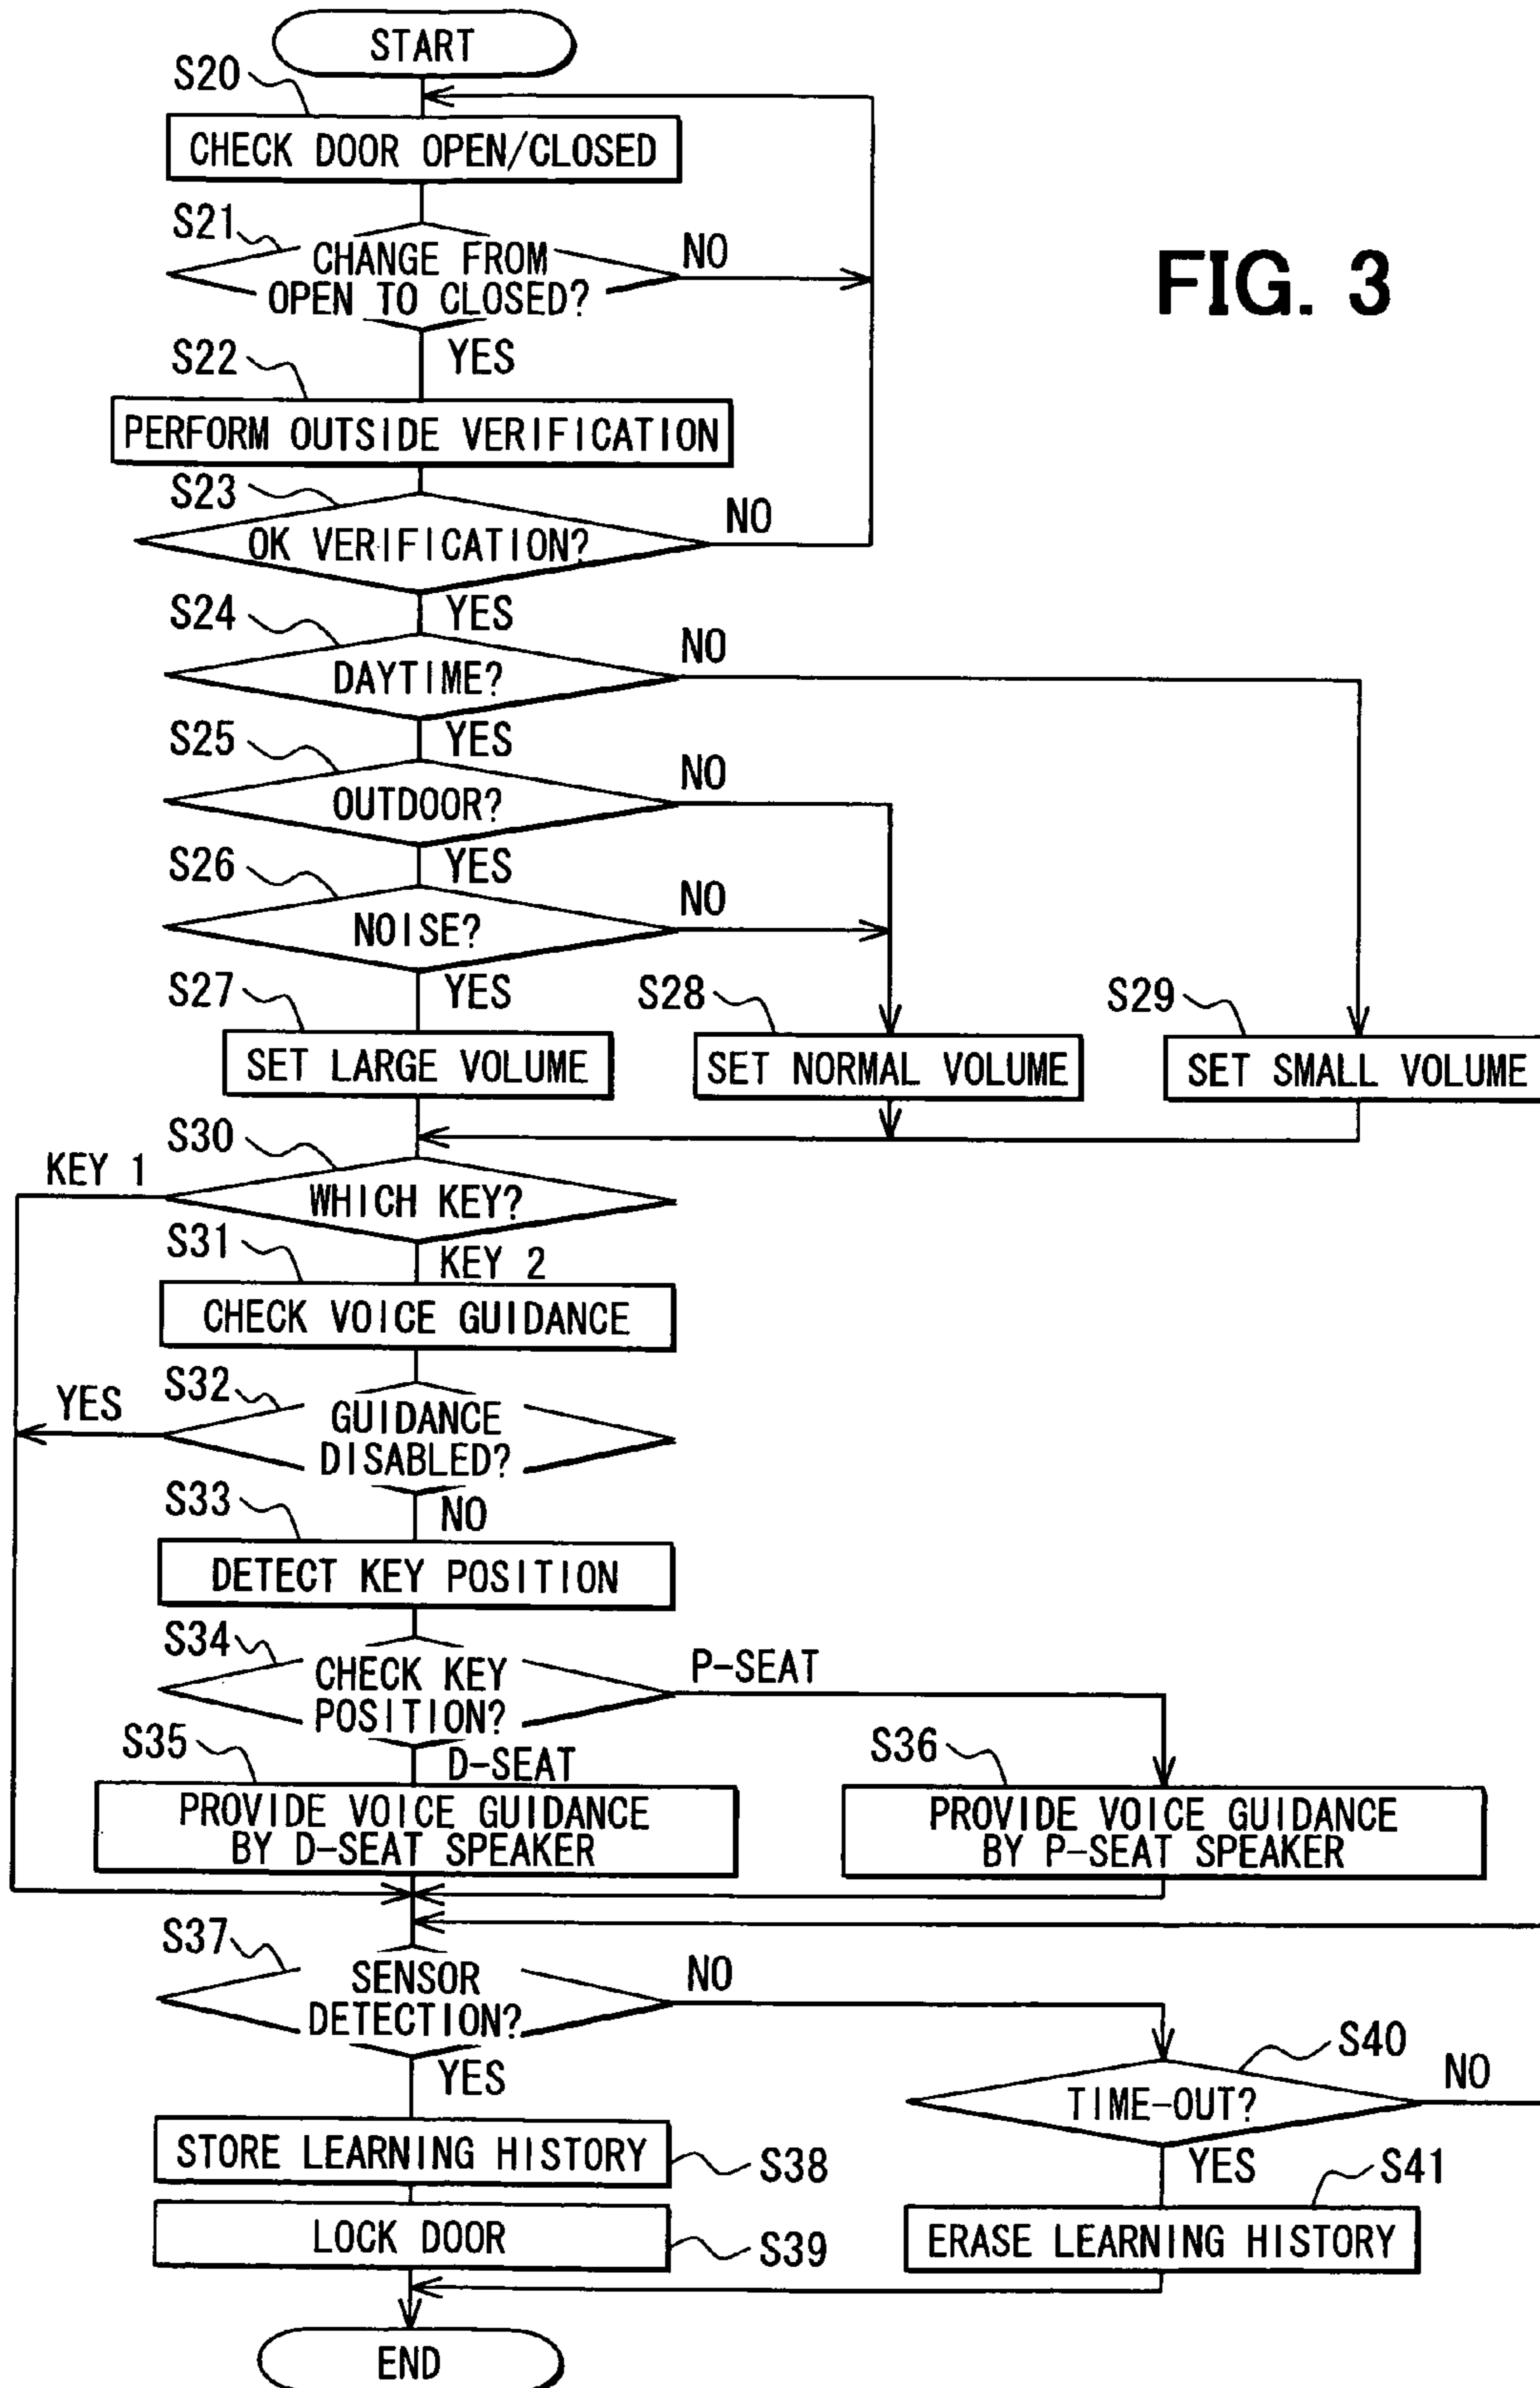 START
S20
CHECK DOOR OPEN/CLOSED
S21
CHANGE FROM
OPEN TO CLOSED?
NO
FIG. 3
YES
S22
PERFORM OUTSIDE VERIFICATION
S23
OK VERIFICATION?
NO
YES
S24
DAYTIME?
NO
YES
S25
OUTDOOR?
NO
YES
S26
NOISE?
NO
YES
S27
SET LARGE VOLUME
S28
SET NORMAL VOLUME
S29
SET SMALL VOLUME
S30
KEY 1
WHICH KEY?
S31
KEY 2
CHECK VOICE GUIDANCE
S32
YES
GUIDANCE
DISABLED?
S33
NO
DETECT KEY POSITION
S34
CHECK KEY
POSITION?
P-SEAT
S35
D-SEAT
PROVIDE VOICE GUIDANCE
BY D-SEAT SPEAKER
S36
PROVIDE VOICE GUIDANCE
BY P-SEAT SPEAKER
S37
SENSOR
DETECTION?
NO
YES
S40
TIME-OUT?
NO
YES
STORE LEARNING HISTORY
S38
S41
LOCK DOOR
S39
ERASE LEARNING HISTORY
END